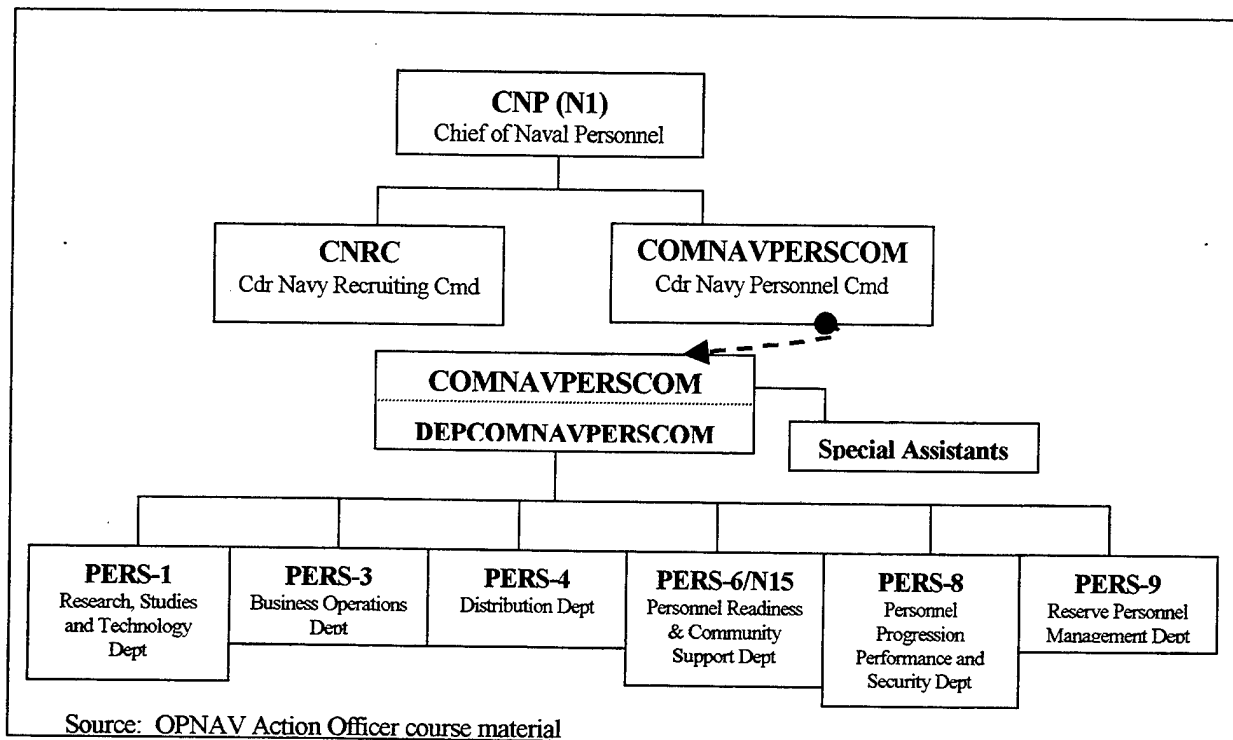 CNP (N1)
Chief of Naval Personnel
CNRC
Cdr Navy Recruiting Cmd
COMNAVPERSCOM
Cdr Navy Personnel Cmd
COMNAVPERSCOM
DEPCOMNAVPERSCOM
Special Assistants
PERS-1
Research, Studies
and Technology
Dept
PERS-3
Business Operations
Dept
PERS-4
Distribution Dept
PERS-6/N15
Personnel Readiness
& Community
Support Dept
PERS-8
Personnel
Progression
Performance and
Security Dept
PERS-9
Reserve Personnel
Management Dept
Source: OPNAV Action Officer course material